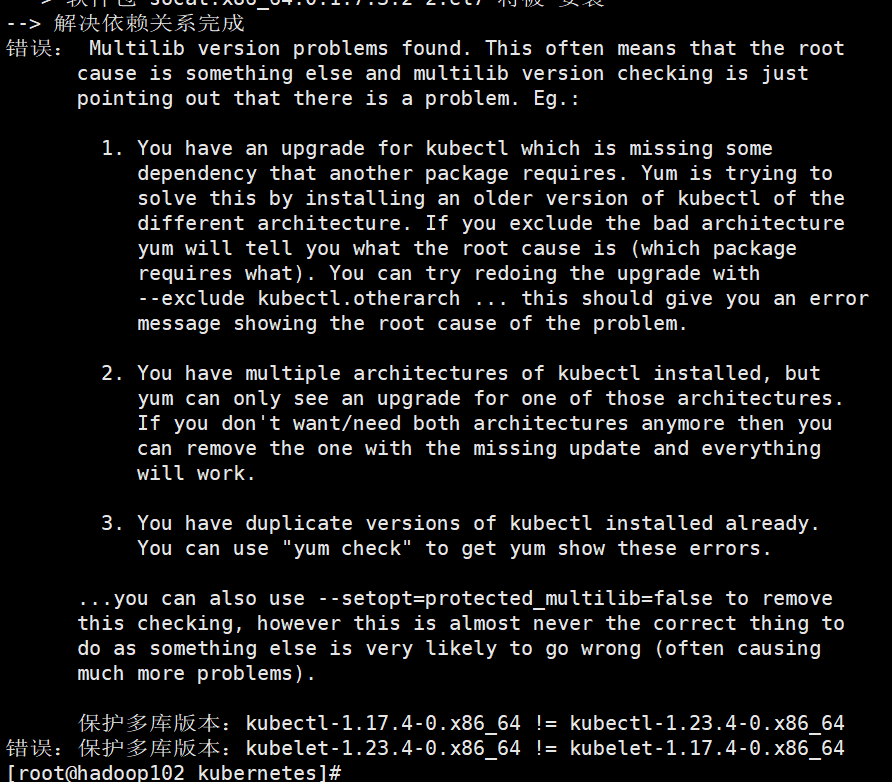 --> 解决依赖关系完成
错误： Multilib version problems found. This often means that the root
cause is something else and multilib version checking is just
pointing out that there is a problem. Eg.:
1. You have an upgrade for kubectl which is missing some
dependency that another package requires. Yum is trying to
solve this by installing an older version of kubectl of the
different architecture. If you exclude the bad architecture
yum will tell you what the root cause is (which package
requires what). You can try redoing the upgrade with
--exclude kubectl.otherarch ... this should give you an error
message showing the root cause of the problem.
2. You have multiple architectures of kubectl installed, but
yum can only see an upgrade for one of those architectures.
If you don't want/need both architectures anymore then you
can remove the one with the missing update and everything
will work.
3. You have duplicate versions of kubectl installed already.
You can use "yum check" to get yum show these errors.
...you can also use --setopt=protected_multilib=false to remove
this checking, however this is almost never the correct thing to
do as something else is very likely to go wrong (often causing
much more problems).
保护多库版本：kubectl-1.17.4-0.x86_64 != kubectl-1.23.4-0.x86_64
错误：保护多库版本：kubelet-1.23.4-0.x86_64 != kubelet-1.17.4-0.x86_64
[root@hadoop102 kubernetes]#